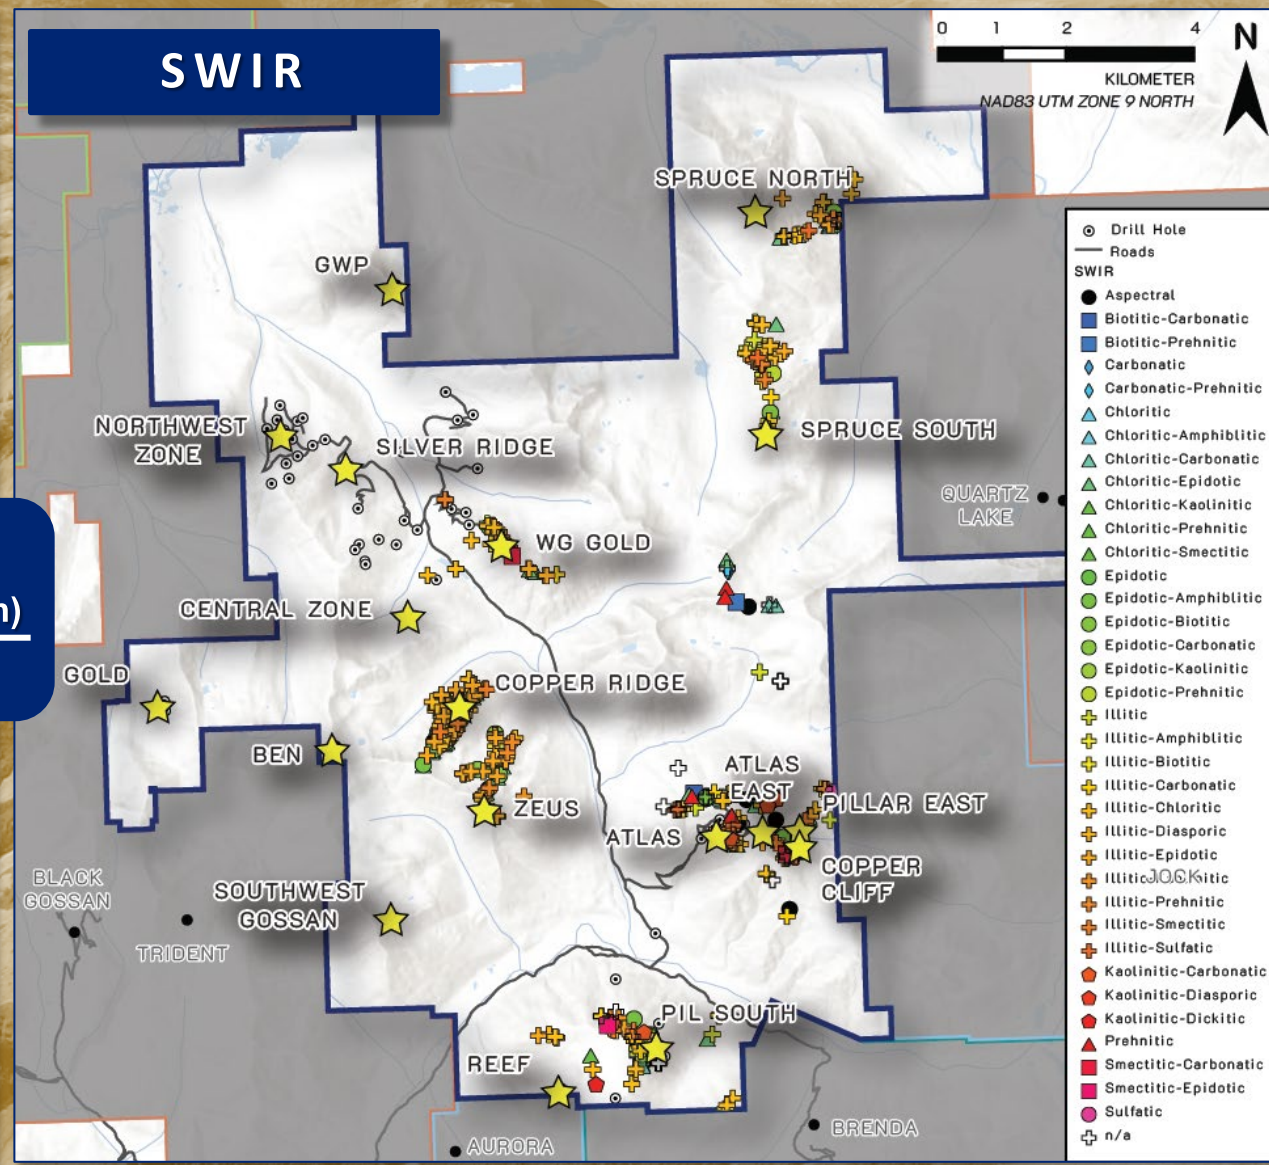 SWIR
0 1 2 4
KILOMETER
NAD83 UTM ZONE 9 NORTH
N
SPRUCE NORTH
GWP
NORTHWEST
ZONE
SILVER RIDGE
SPRUCE SOUTH
QUARTZ
LAKE
WG GOLD
CENTRAL ZONE
GOLD
COPPER RIDGE
BEN
ZEUS
ATLAS
EAST
PILLAR EAST
ATLAS
COPPER
CLIFF
BLACK
GOSSAN
SOUTHWEST
GOSSAN
TRIDENT
PIL SOUTH
REEF
AURORA
BRENDA
JOCK
Drill Hole
Roads
SWIR
Aspectral
Biotitic-Carbonatic
Biotitic-Prehnitic
Carbonatic
Carbonatic-Prehnitic
Chloritic
Chloritic-Amphiblitic
Chloritic-Carbonatic
Chloritic-Epidotic
Chloritic-Kaolinitic
Chloritic-Prehnitic
Chloritic-Smectitic
Epidotic
Epidotic-Amphiblitic
Epidotic-Biotitic
Epidotic-Carbonatic
Epidotic-Kaolinitic
Epidotic-Prehnitic
Illitic
Illitic-Amphiblitic
Illitic-Biotitic
Illitic-Carbonatic
Illitic-Chloritic
Illitic-Diasporic
Illitic-Epidotic
Illitic-Prehnitic
Illitic-Smectitic
Illitic-Sulfatic
Kaolinitic-Carbonatic
Kaolinitic-Diasporic
Kaolinitic-Dickitic
Prehnitic
Smectitic-Carbonatic
Smectitic-Epidotic
Sulfatic
n/a